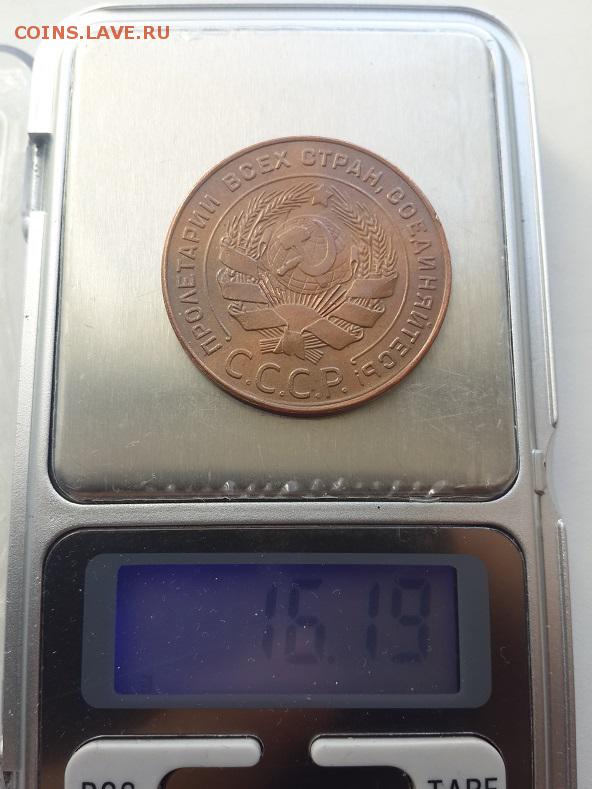 COINS.LAVE.RU
ПРОЛЕТАРИИ ВСЕХ СТРАН, СОЕДИНЯЙТЕСЬ!
С.С.С.Р.
16.19
TARE